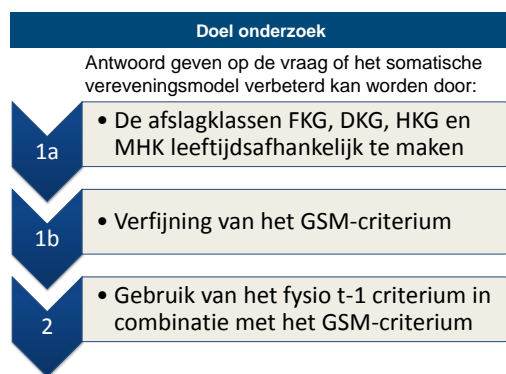 Doel onderzoek
Antwoord geven op de vraag of het somatische
vereveningsmodel verbeterd kan worden door:
1a
• De afslagklassen FKG, DKG, HKG en
MHK leeftijdsafhankelijk te maken
1b
• Verfijning van het GSM-criterium
2
• Gebruik van het fysio t-1 criterium in
combinatie met het GSM-criterium